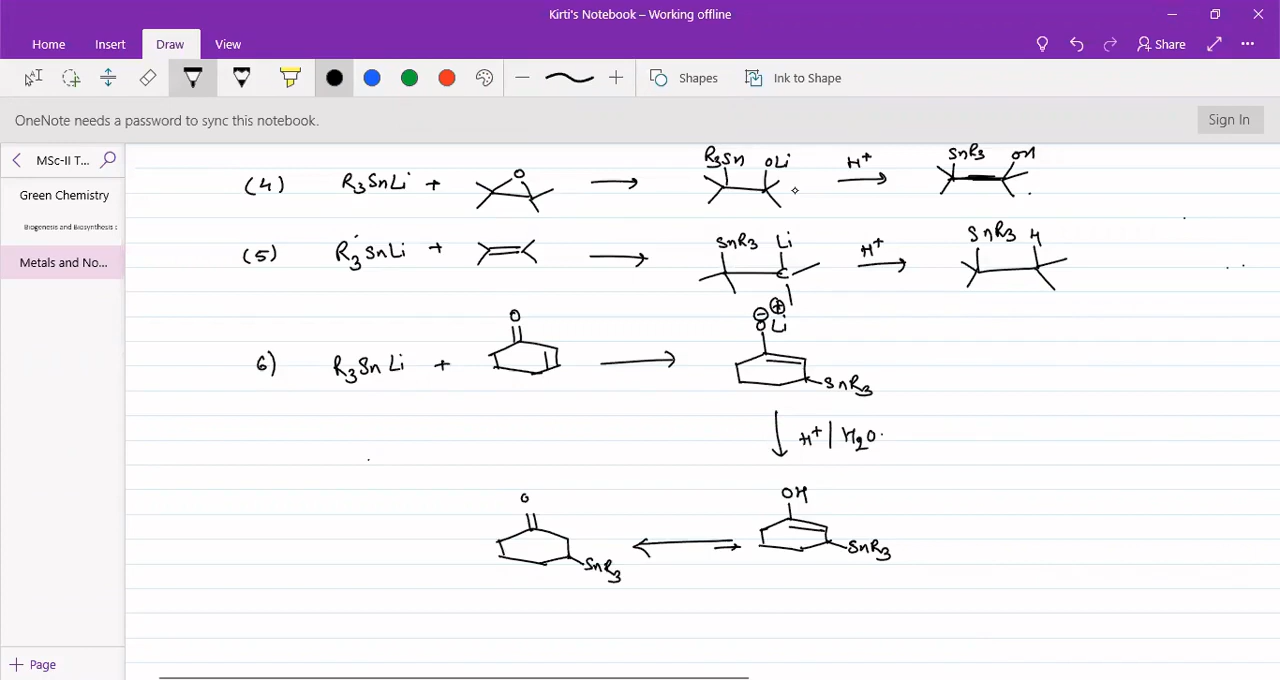 Kirti's Notebook – Working offline
Home Insert Draw View
Share
Shapes Ink to Shape
OneNote needs a password to sync this notebook.
Sign In
MSc-II T...
Green Chemistry
Biogenesis and Biosynthesis
Metals and No...
Page
(4) R3SnLi + O → R3Sn OLi H+ → SnR3 OH
(5) R3SnLi + → SnR3 Li C H+ → SnR3 H
6) R3SnLi + O → ⊖ ⊕ O Li SnR3
↓ H+ | H2O
O SnR3 ⇌ OH SnR3